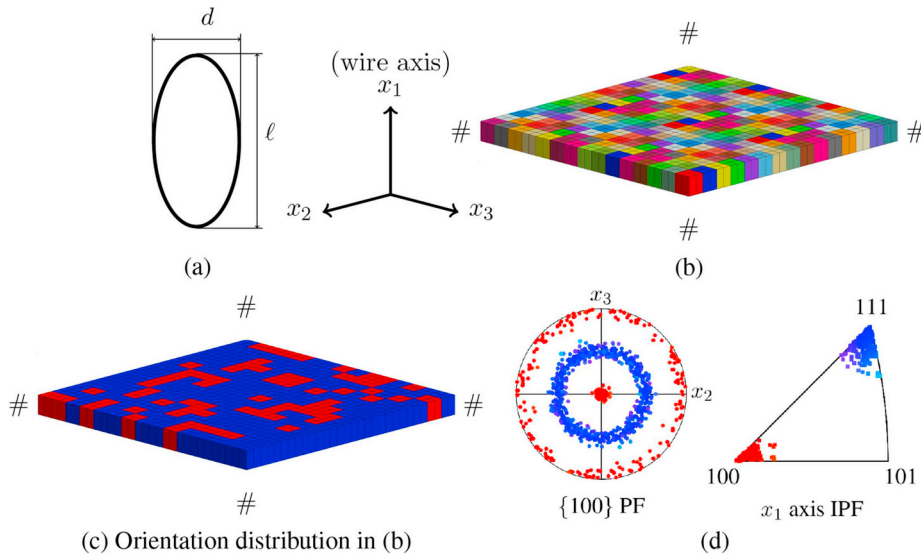 d
ℓ
(wire axis)
x₁
x₂
x₃
(a)
#
#
#
#
(b)
#
#
#
#
(c) Orientation distribution in (b)
x₃
x₂
{100} PF
111
100
101
x₁ axis IPF
(d)